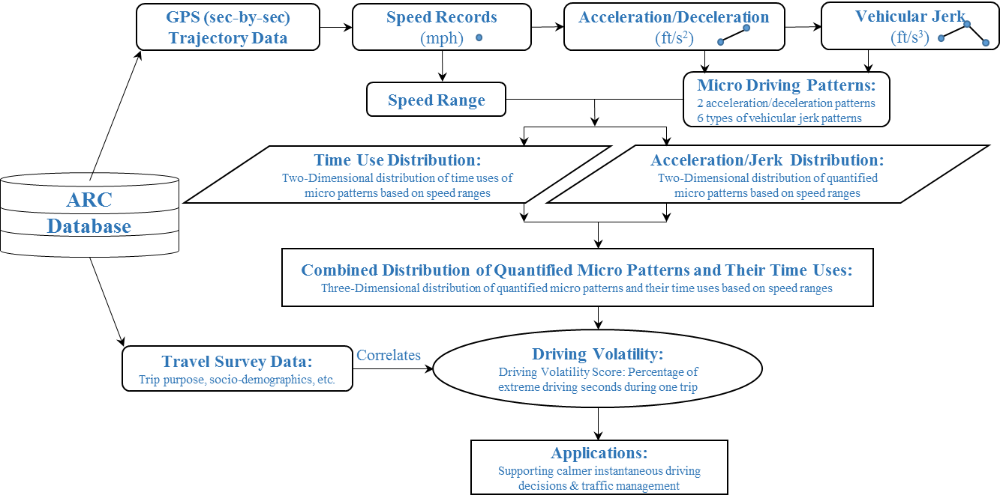 GPS (sec-by-sec)
Trajectory Data
Speed Records
(mph)
Acceleration/Deceleration
(ft/s²)
Vehicular Jerk
(ft/s³)
Speed Range
Micro Driving Patterns:
2 acceleration/deceleration patterns
6 types of vehicular jerk patterns
Time Use Distribution:
Two-Dimensional distribution of time uses of
micro patterns based on speed ranges
Acceleration/Jerk Distribution:
Two-Dimensional distribution of quantified
micro patterns based on speed ranges
ARC
Database
Combined Distribution of Quantified Micro Patterns and Their Time Uses:
Three-Dimensional distribution of quantified micro patterns and their time uses based on speed ranges
Travel Survey Data:
Trip purpose, socio-demographics, etc.
Correlates
Driving Volatility:
Driving Volatility Score: Percentage of
extreme driving seconds during one trip
Applications:
Supporting calmer instantaneous driving
decisions & traffic management